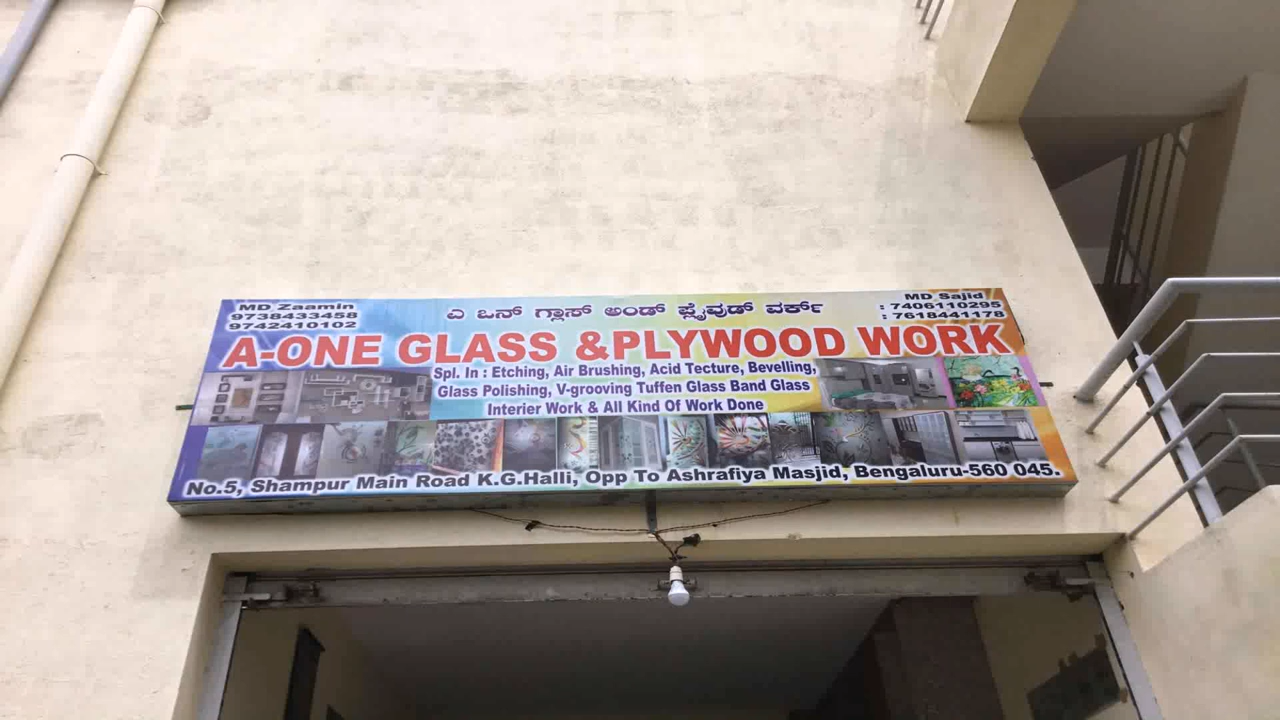 MD Zaamin
9738433458
9742410102
ಎ ಒನ್ ಗ್ಲಾಸ್ ಅಂಡ್ ಪ್ಲೈವುಡ್ ವರ್ಕ್
MD Sajid
: 7406110295
: 7618441178
A-ONE GLASS &PLYWOOD WORK
Spl. In : Etching, Air Brushing, Acid Tecture, Bevelling,
Glass Polishing, V-grooving Tuffen Glass Band Glass
Interier Work & All Kind Of Work Done
No.5, Shampur Main Road K.G.Halli, Opp To Ashrafiya Masjid, Bengaluru-560 045.